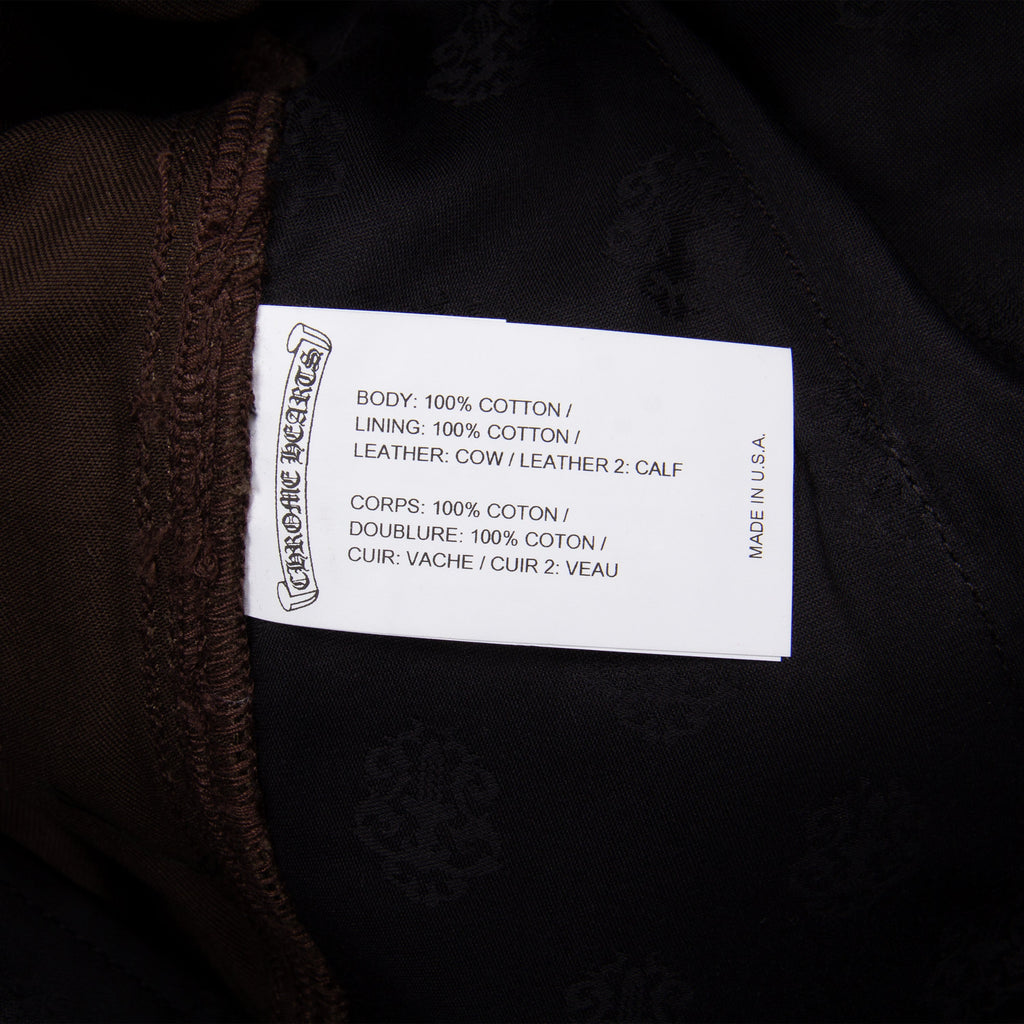 CHROME HEARTS
BODY: 100% COTTON /
LINING: 100% COTTON /
LEATHER: COW / LEATHER 2: CALF
CORPS: 100% COTON /
DOUBLURE: 100% COTON /
CUIR: VACHE / CUIR 2: VEAU
MADE IN U.S.A.